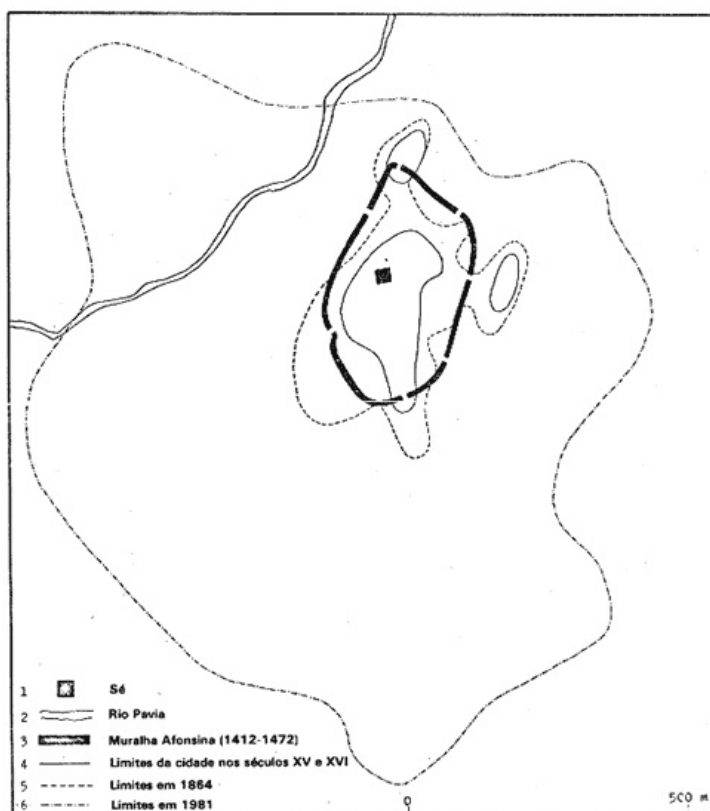 1 Sé
2 Rio Pavia
3 Muralha Afonsina (1412-1472)
4 Limites da cidade nos séculos XV e XVI
5 Limites em 1864
6 Limites em 1981
0 500 m